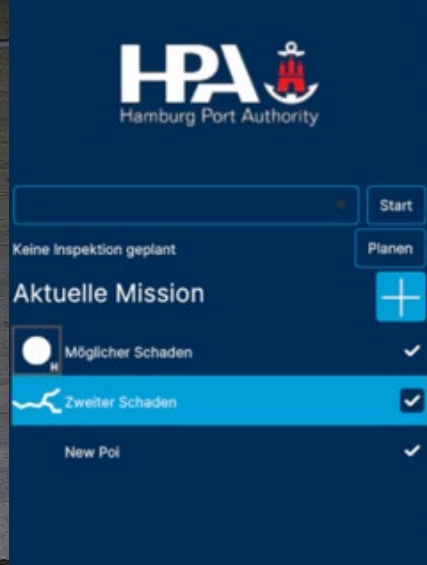 HPA
Hamburg Port Authority
Start
Keine Inspektion geplant
Planen
Aktuelle Mission
H
Möglicher Schaden
Zweiter Schaden
New Poi